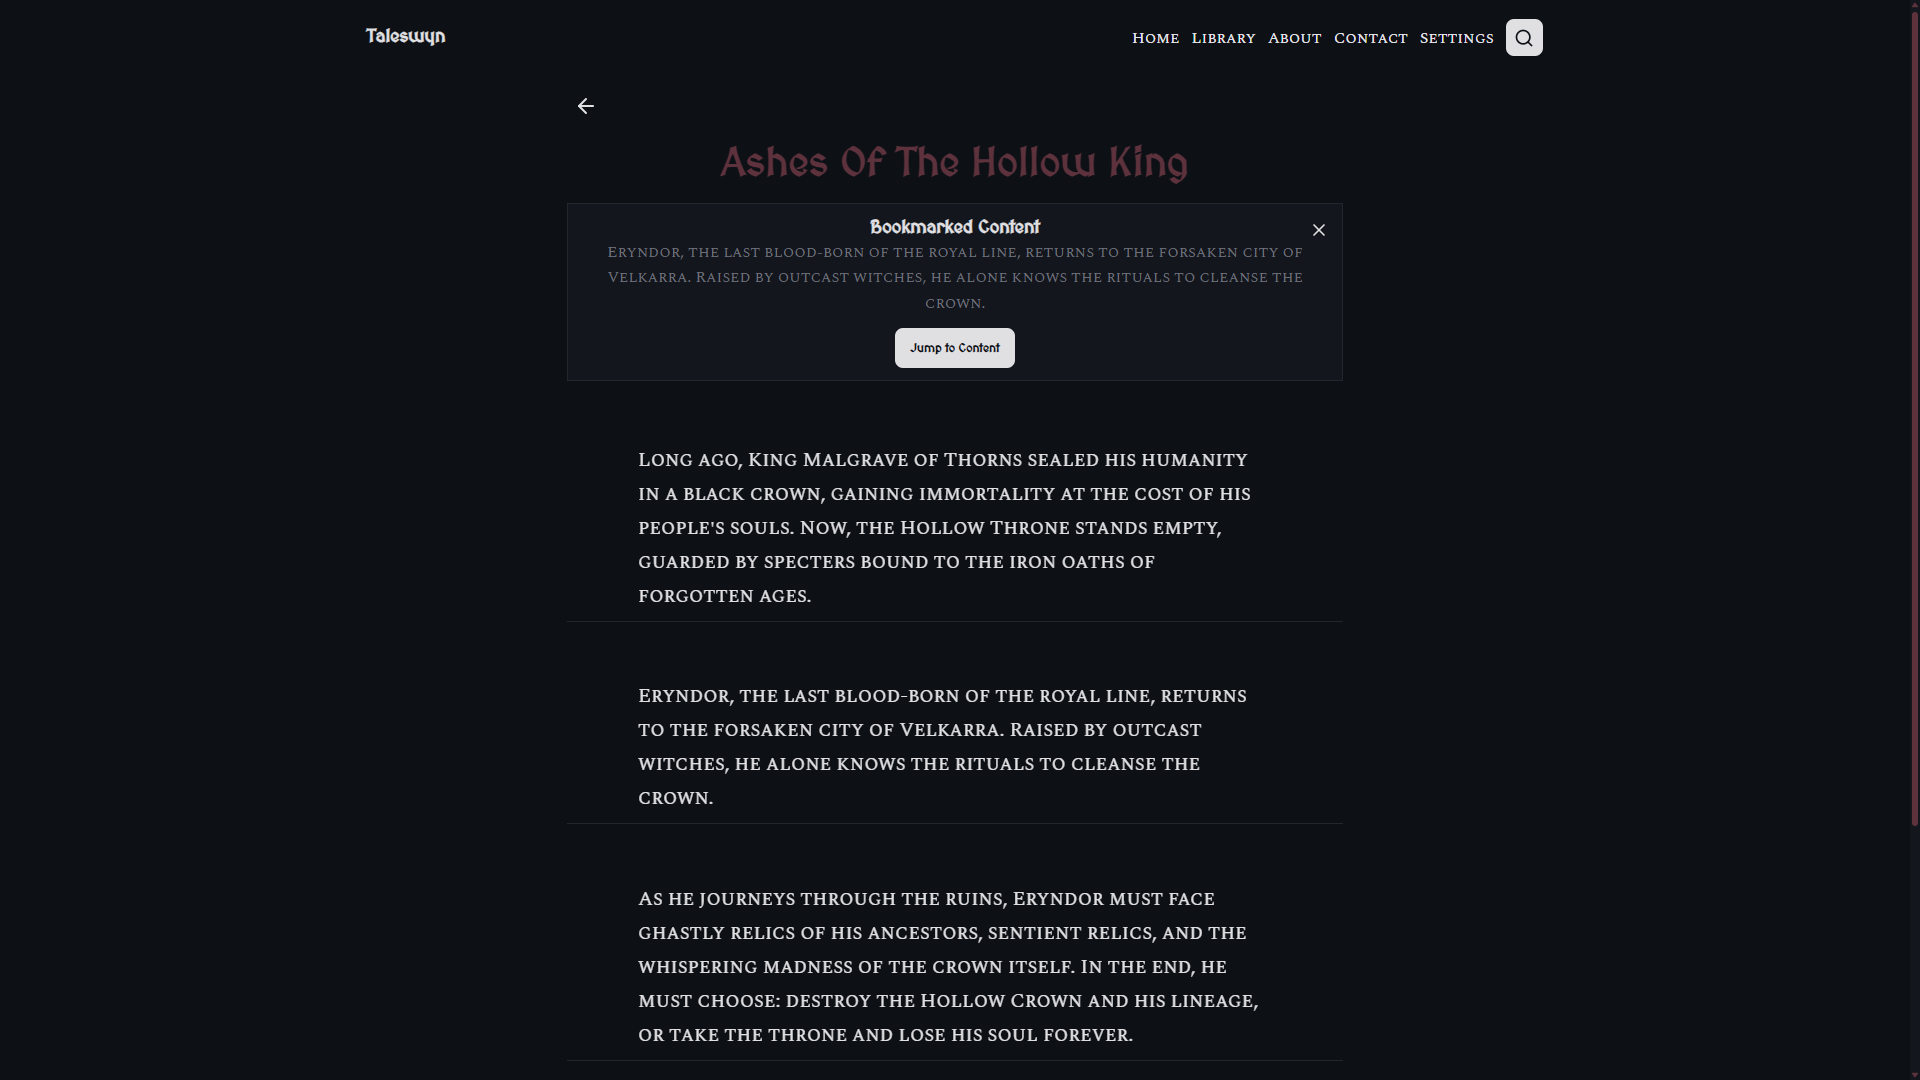 Taleswyn
Home Library About Contact Settings
Ashes Of The Hollow King
Bookmarked Content
Eryndor, the last blood-born of the royal line, returns to the forsaken city of
Velkarra. Raised by outcast witches, he alone knows the rituals to cleanse the
crown.
Jump to Content
Long ago, King Malgrave of Thorns sealed his humanity
in a black crown, gaining immortality at the cost of his
people's souls. Now, the Hollow Throne stands empty,
guarded by specters bound to the iron oaths of
forgotten ages.
Eryndor, the last blood-born of the royal line, returns
to the forsaken city of Velkarra. Raised by outcast
witches, he alone knows the rituals to cleanse the
crown.
As he journeys through the ruins, Eryndor must face
ghastly relics of his ancestors, sentient relics, and the
whispering madness of the crown itself. In the end, he
must choose: destroy the Hollow Crown and his lineage,
or take the throne and lose his soul forever.